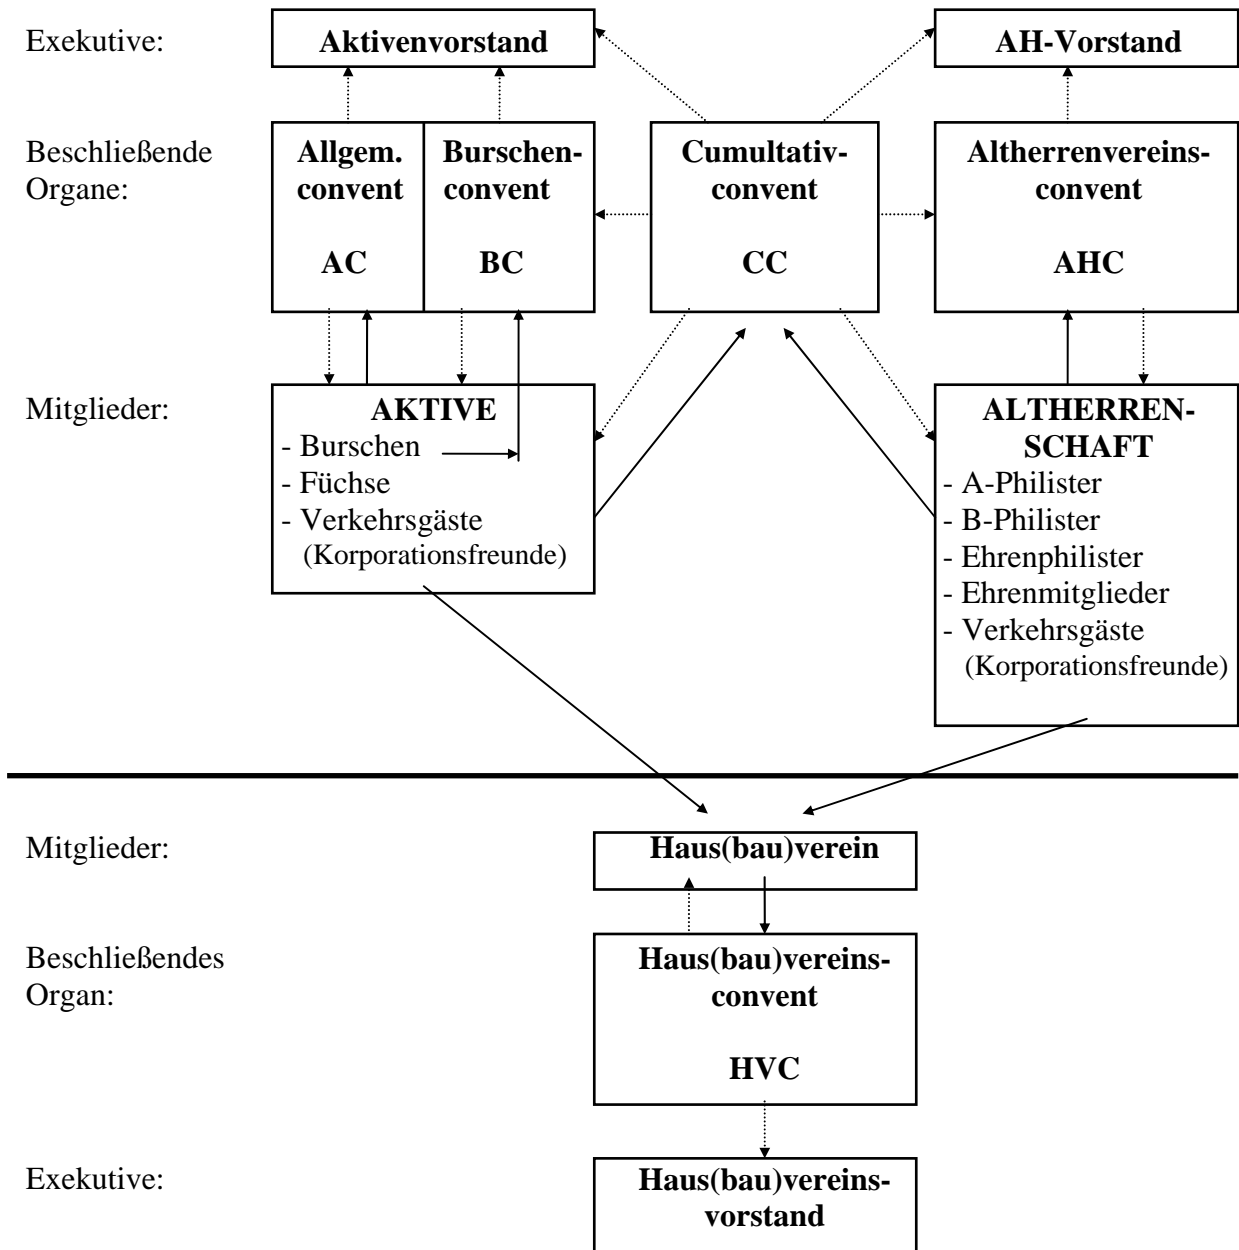 Exekutive:
Aktivenvorstand
AH-Vorstand
Beschließende
Organe:
Allgem.
convent
AC
Burschen-
convent
BC
Cumultativ-
convent
CC
Altherrenvereins-
convent
AHC
Mitglieder:
AKTIVE
- Burschen
- Füchse
- Verkehrsgäste
(Korporationsfreunde)
ALTHERREN-
SCHAFT
- A-Philister
- B-Philister
- Ehrenphilister
- Ehrenmitglieder
- Verkehrsgäste
(Korporationsfreunde)
Mitglieder:
Haus(bau)verein
Beschließendes
Organ:
Haus(bau)vereins-
convent
HVC
Exekutive:
Haus(bau)vereins-
vorstand